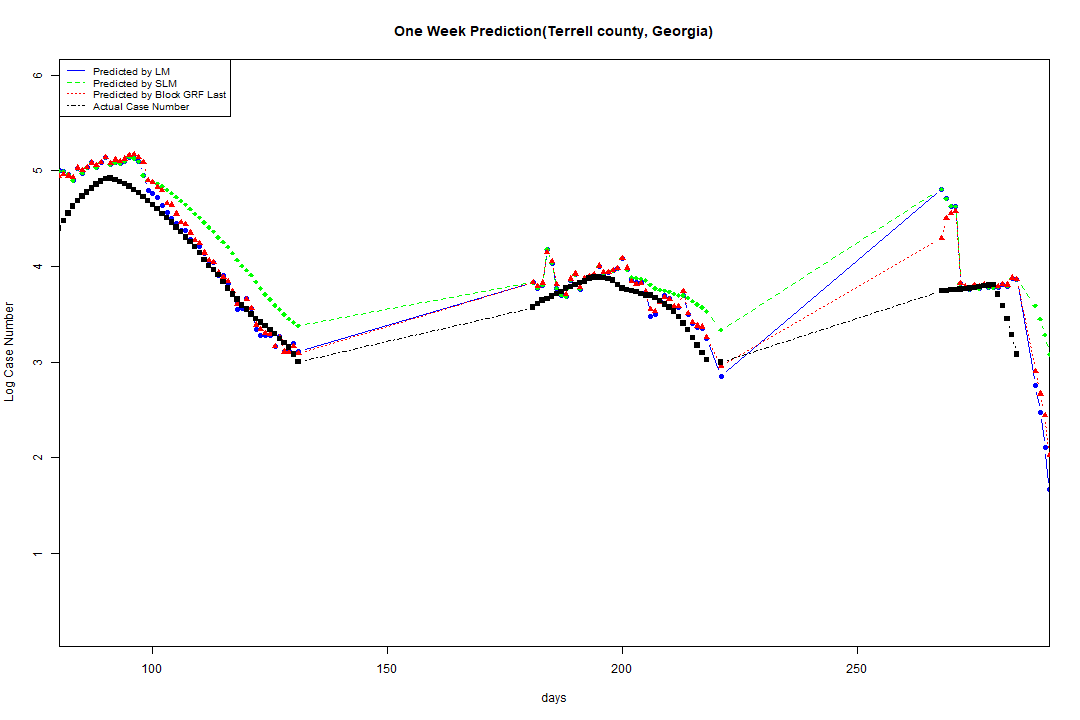 One Week Prediction(Terrell county, Georgia)
Predicted by LM
Predicted by SLM
Predicted by Block GRF Last
Actual Case Number
6
5
4
3
2
1
Log Case Number
100
150
200
250
days